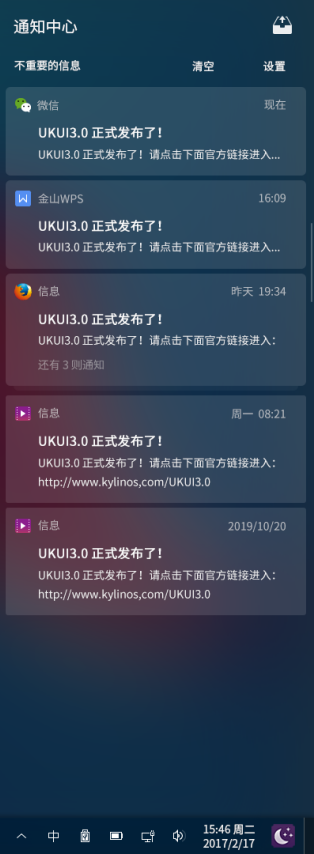 通知中心
不重要的信息 清空 设置
微信 现在
UKUI3.0 正式发布了！
UKUI3.0 正式发布了！请点击下面官方链接进入...
金山WPS 16:09
UKUI3.0 正式发布了！
UKUI3.0 正式发布了！请点击下面官方链接进入...
信息 昨天 19:34
UKUI3.0 正式发布了！
UKUI3.0 正式发布了！请点击下面官方链接进入：
还有 3 则通知
信息 周一 08:21
UKUI3.0 正式发布了！
UKUI3.0 正式发布了！请点击下面官方链接进入：
http://www.kylinos,com/UKUI3.0
信息 2019/10/20
UKUI3.0 正式发布了！
UKUI3.0 正式发布了！请点击下面官方链接进入：
http://www.kylinos,com/UKUI3.0
中 15:46 周二
2017/2/17